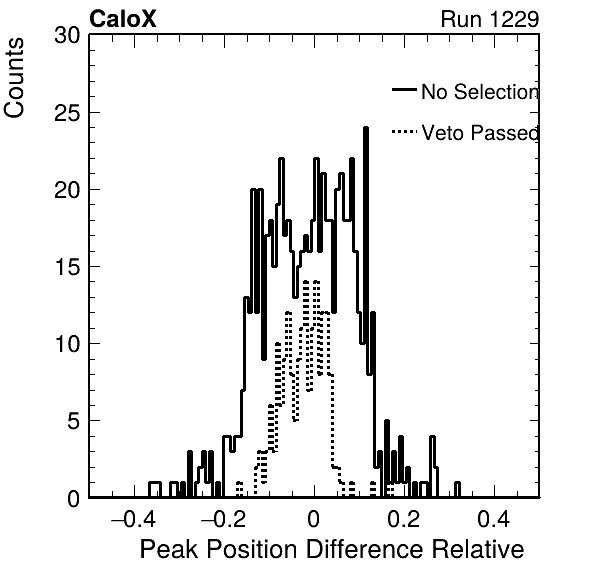 CaloX Run 1229
Counts
30
25
20
15
10
5
0
No Selection
Veto Passed
−0.4 −0.2 0 0.2 0.4
Peak Position Difference Relative